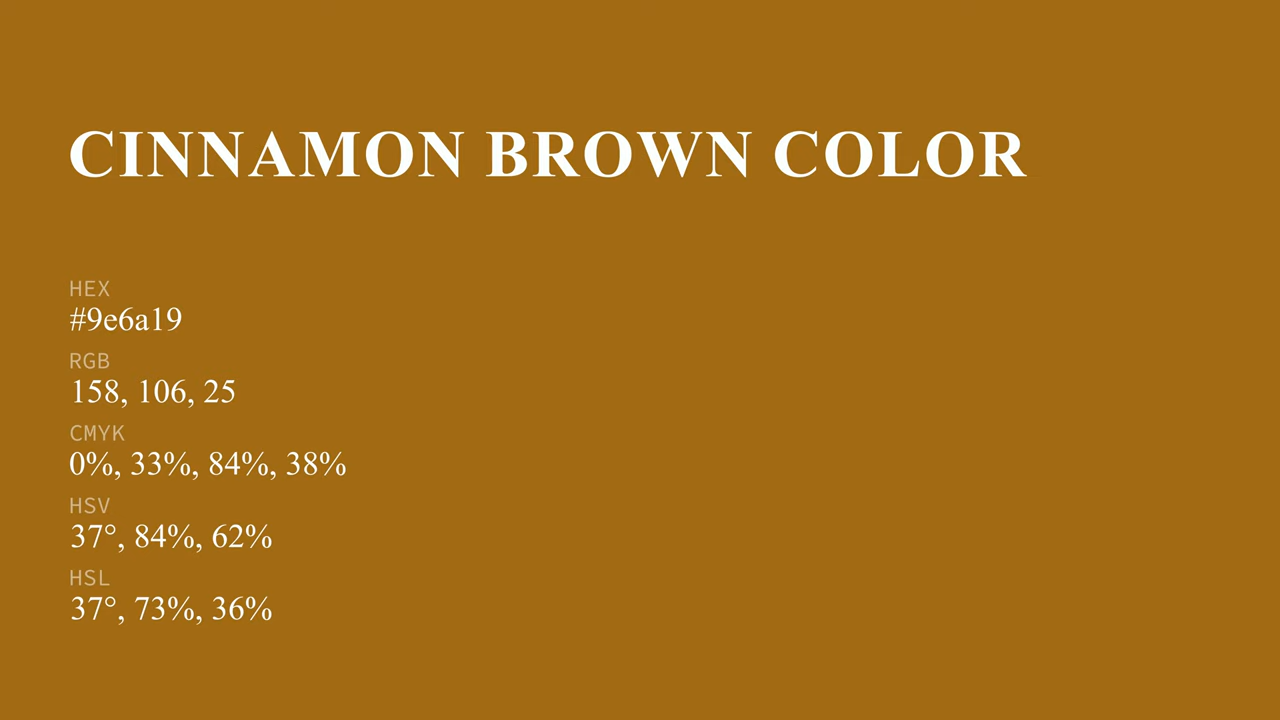 CINNAMON BROWN COLOR
HEX
#9e6a19
RGB
158, 106, 25
CMYK
0%, 33%, 84%, 38%
HSV
37°, 84%, 62%
HSL
37°, 73%, 36%